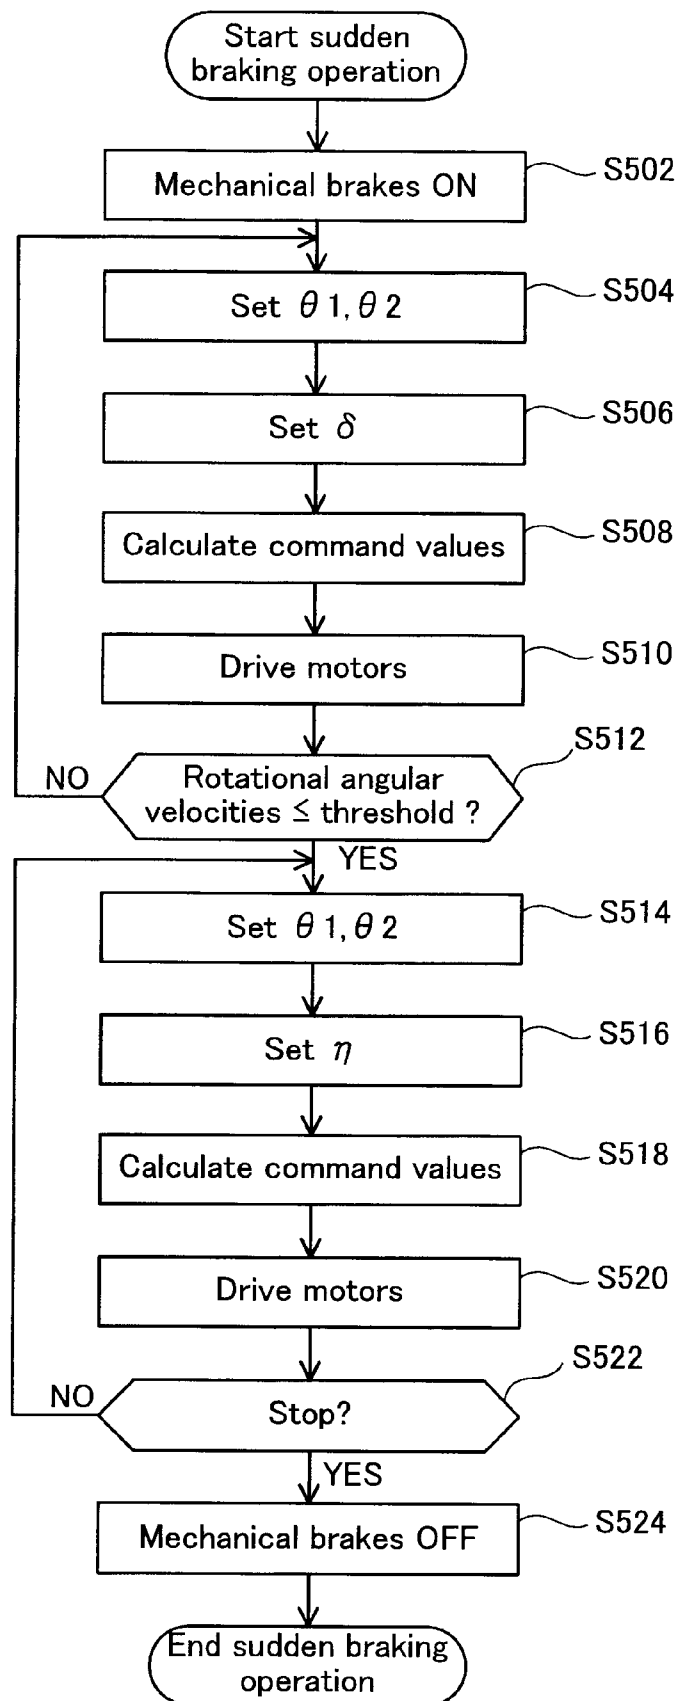 Start sudden
braking operation
Mechanical brakes ON
S502
Set θ1,θ2
S504
Set δ
S506
Calculate command values
S508
Drive motors
S510
Rotational angular
velocities ≤ threshold ?
S512
NO
YES
Set θ1,θ2
S514
Set η
S516
Calculate command values
S518
Drive motors
S520
Stop?
S522
NO
YES
Mechanical brakes OFF
S524
End sudden braking
operation